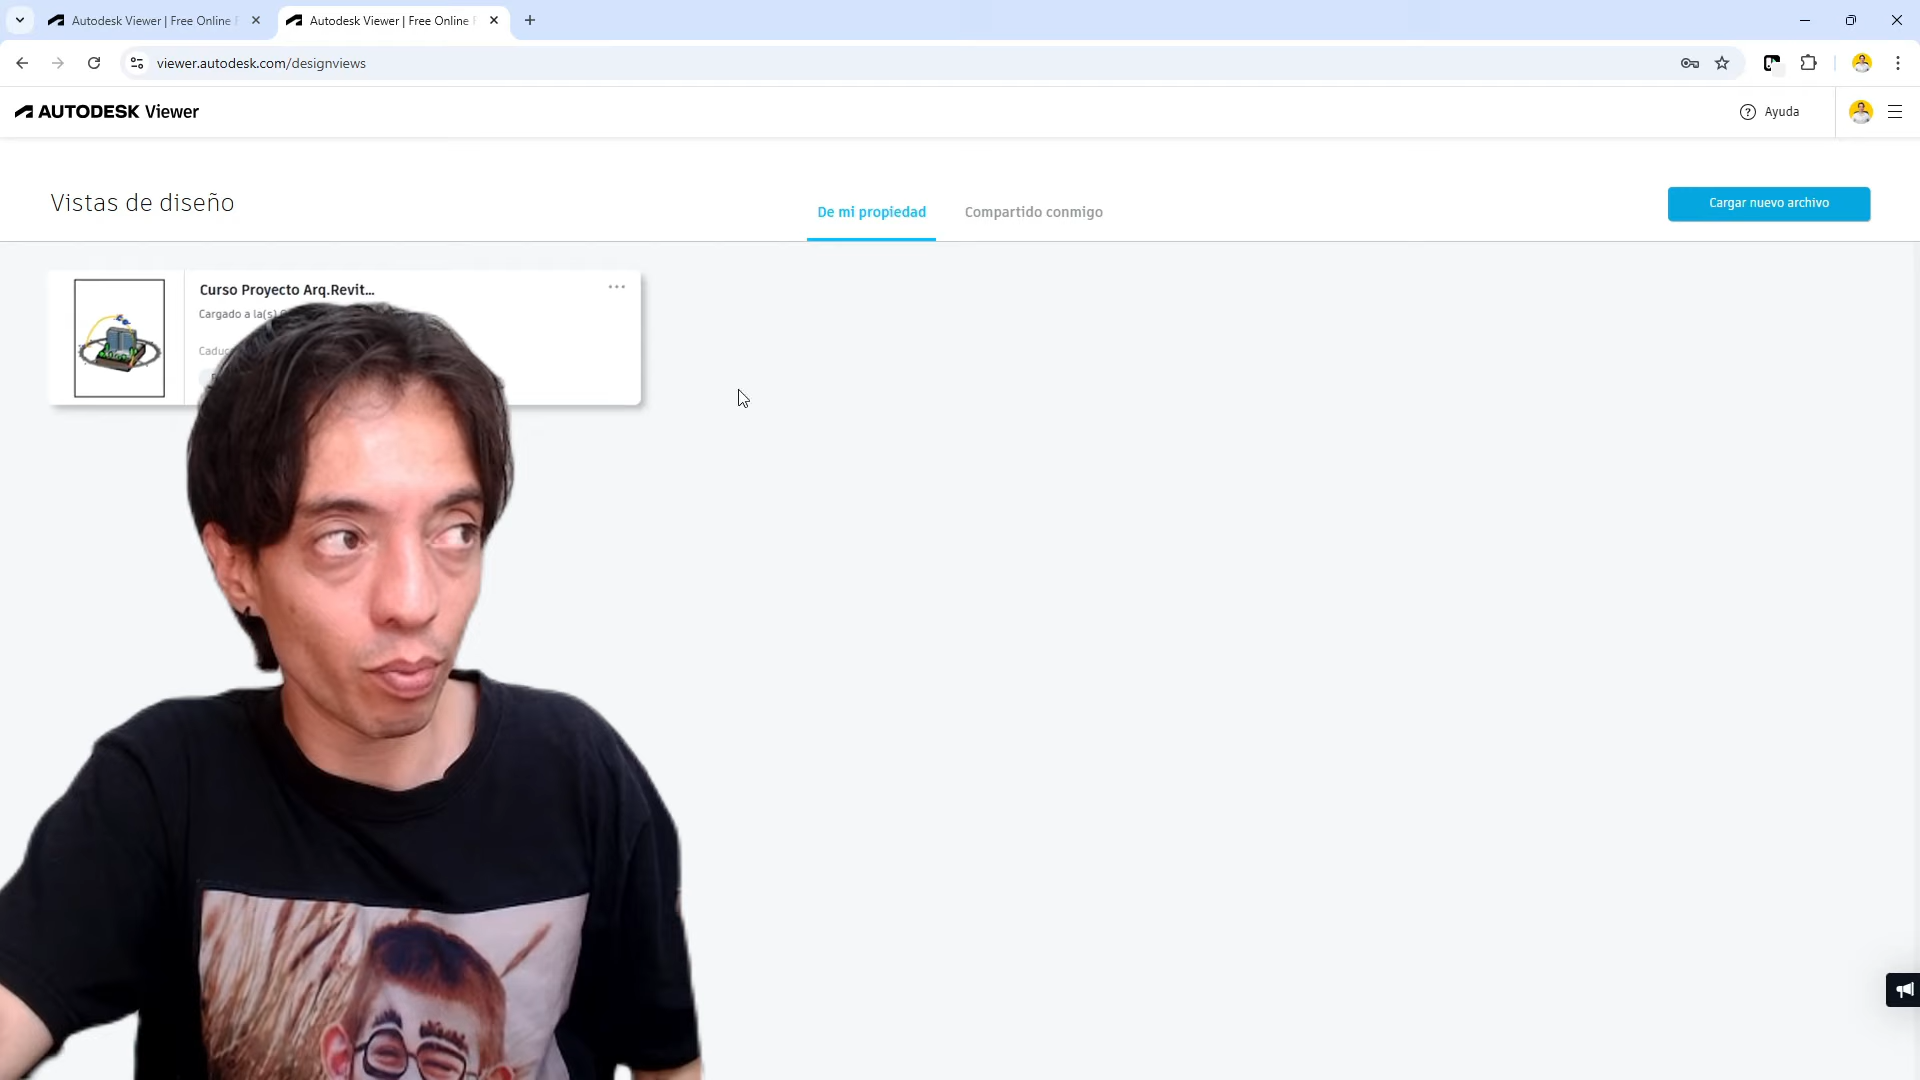 Autodesk Viewer | Free Online
Autodesk Viewer | Free Online
viewer.autodesk.com/designviews
AUTODESK Viewer
Ayuda
Vistas de diseño
De mi propiedad
Compartido conmigo
Cargar nuevo archivo
Curso Proyecto Arq.Revit...
Cargado a la(s)